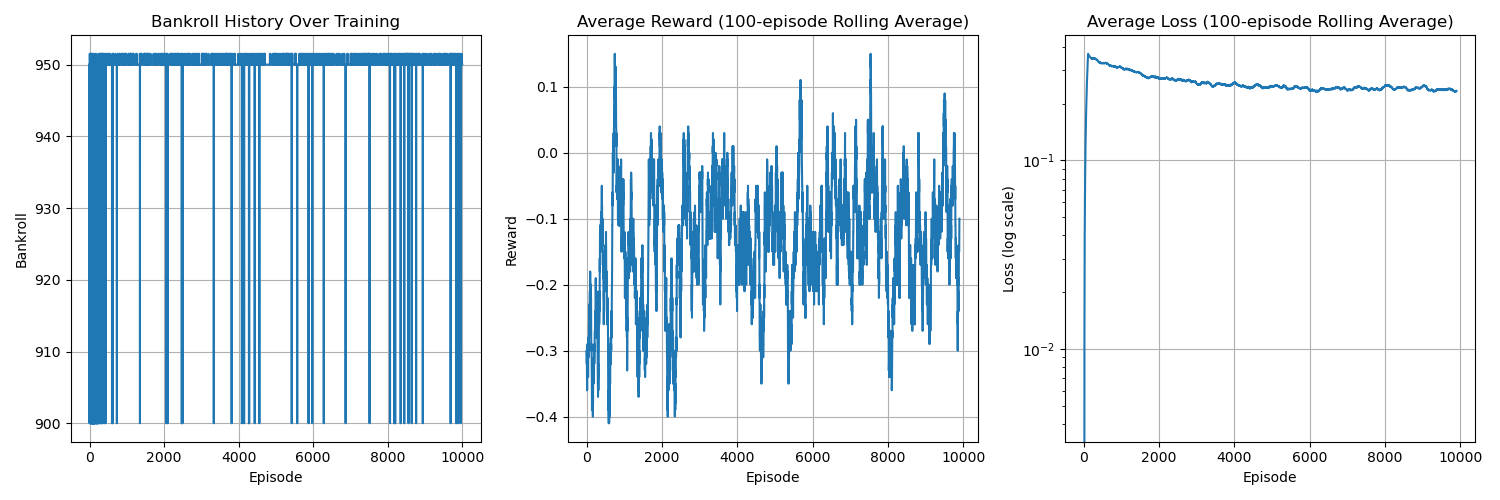 Bankroll History Over Training
Bankroll
950
940
930
920
910
900
0 2000 4000 6000 8000 10000
Episode
Average Reward (100-episode Rolling Average)
Reward
0.1
0.0
−0.1
−0.2
−0.3
−0.4
0 2000 4000 6000 8000 10000
Episode
Average Loss (100-episode Rolling Average)
Loss (log scale)
10⁻¹
10⁻²
0 2000 4000 6000 8000 10000
Episode